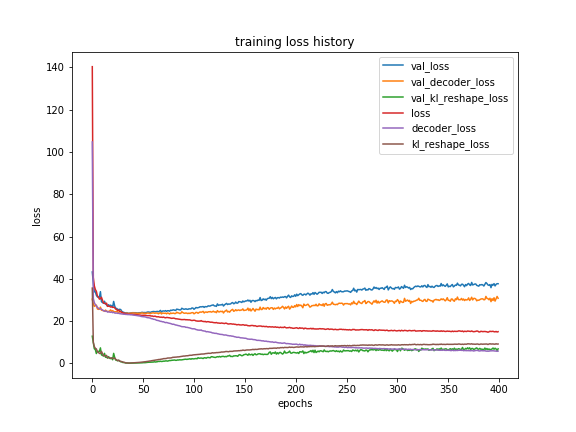 training loss history
140
120
100
80
60
40
20
0
loss
val_loss
val_decoder_loss
val_kl_reshape_loss
loss
decoder_loss
kl_reshape_loss
0 50 100 150 200 250 300 350 400
epochs